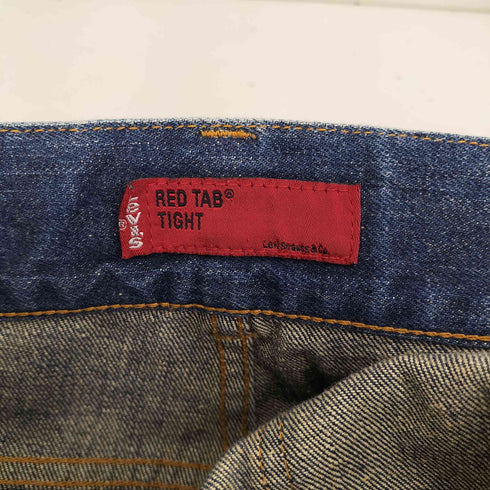 LEVI'S®
RED TAB®
TIGHT
Levi Strauss & Co.